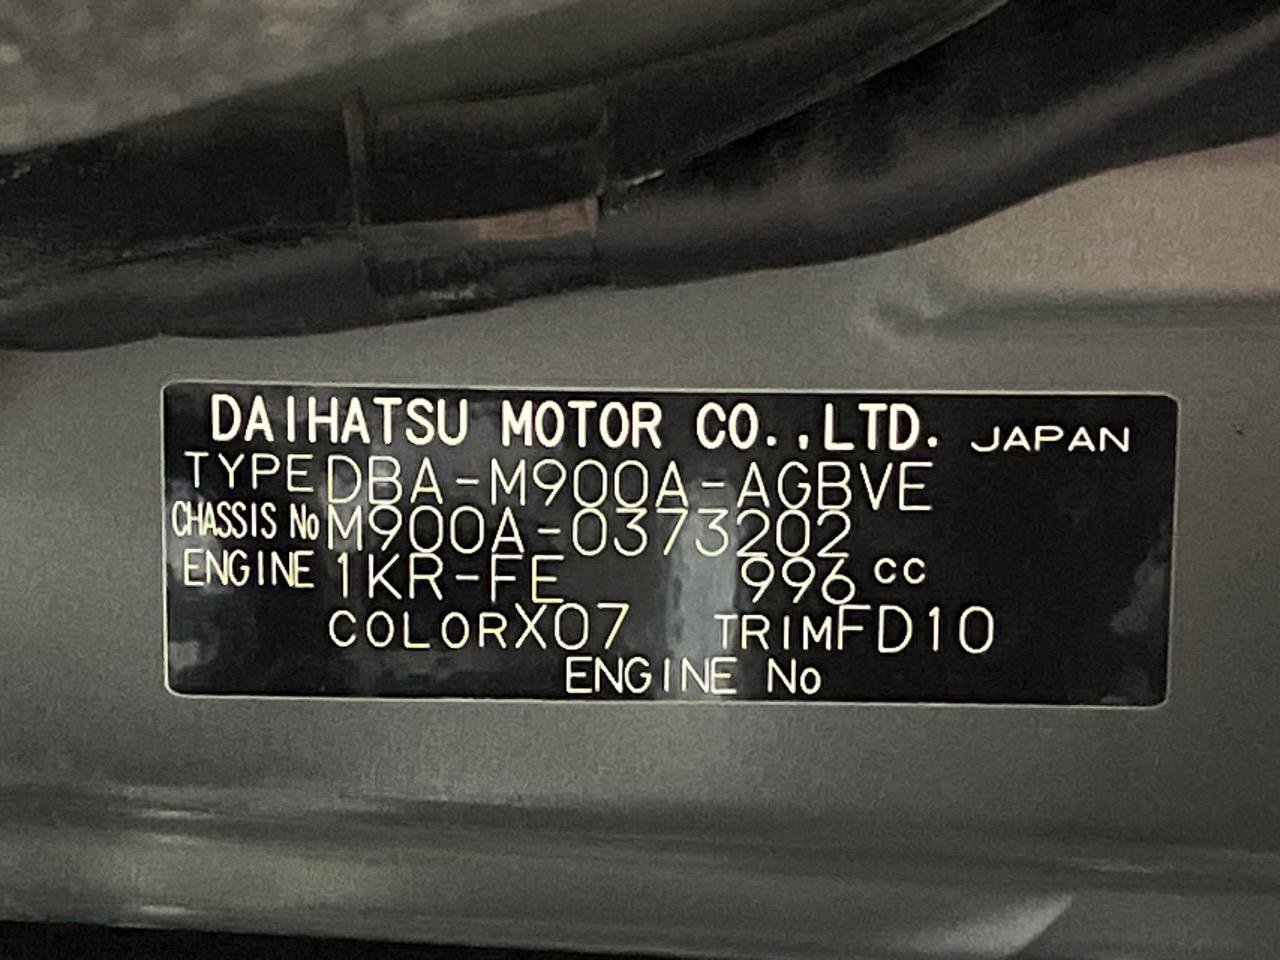 DAIHATSU MOTOR CO.,LTD. JAPAN
TYPE DBA-M900A-AGBVE
CHASSIS No M900A-0373202
ENGINE 1KR-FE 996 cc
COLOR X07 TRIM FD10
ENGINE No